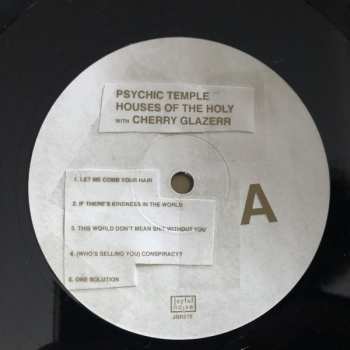 PSYCHIC TEMPLE
HOUSES OF THE HOLY
WITH CHERRY GLAZERR
A
1. LET ME COMB YOUR HAIR
2. IF THERE'S KINDNESS IN THE WORLD
3. THIS WORLD DON'T MEAN SHIT WITHOUT YOU
4. (WHO'S SELLING YOU) CONSPIRACY?
5. ONE SOLUTION
joyful
noise